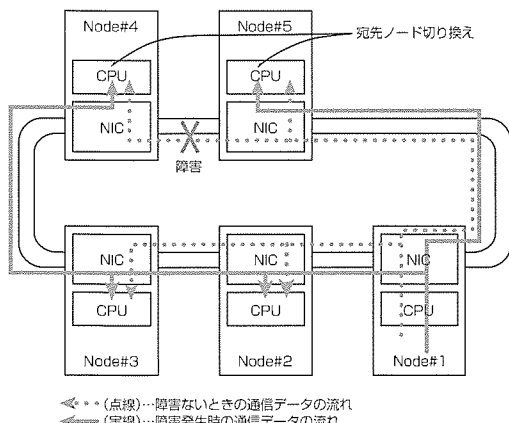 Node#4
Node#5
宛先ノード切り換え
CPU
CPU
NIC
NIC
障害
NIC
NIC
NIC
CPU
CPU
CPU
Node#3
Node#2
Node#1
(点線)…障害ないときの通信データの流れ
(実線)…障害発生時の通信データの流れ